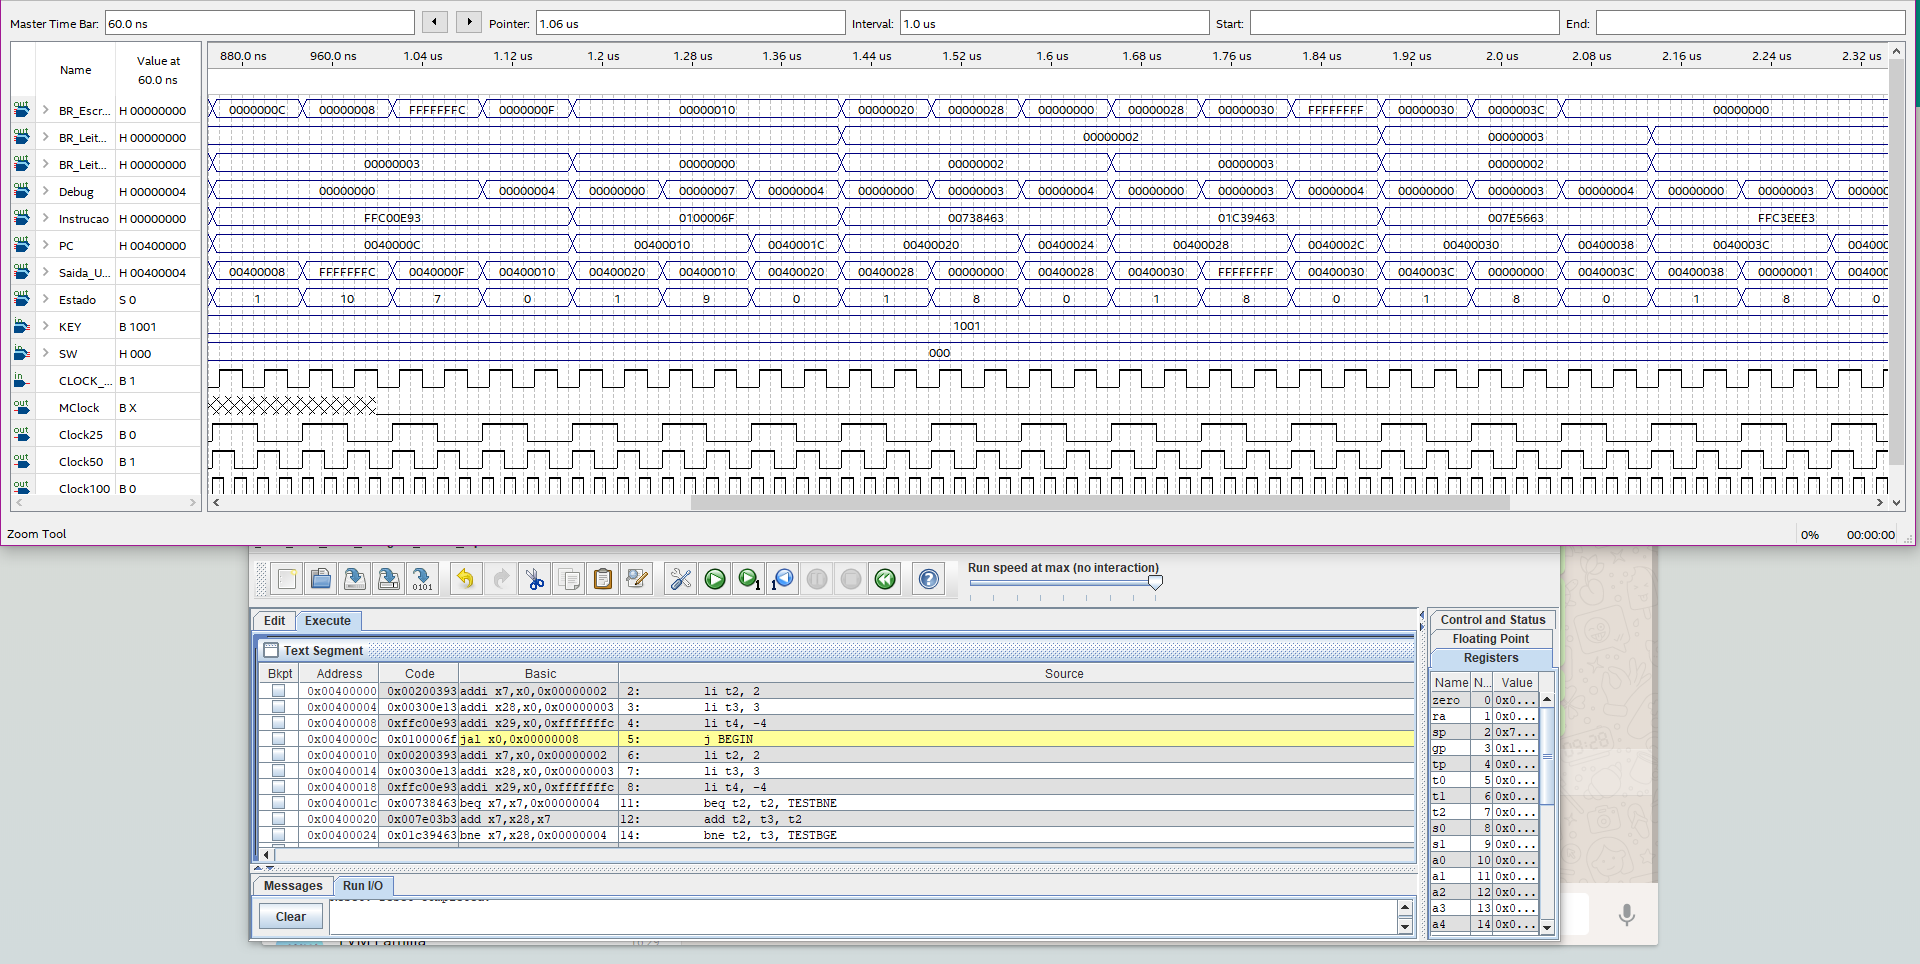 Master Time Bar: 60.0 ns Pointer: 1.06 us Interval: 1.0 us Start: End:
Name Value at 60.0 ns
880.0 ns 960.0 ns 1.04 us 1.12 us 1.2 us 1.28 us 1.36 us 1.44 us 1.52 us 1.6 us 1.68 us 1.76 us 1.84 us 1.92 us 2.0 us 2.08 us 2.16 us 2.24 us 2.32 us
BR_Escr... H 00000000 0000000C 00000008 FFFFFFFC 0000000F 00000010 00000020 00000028 00000000 00000028 00000030 FFFFFFFF 00000030 0000003C 00000000
BR_Leit... H 00000000 00000002 00000003
BR_Leit... H 00000000 00000003 00000000 00000002 00000003 00000002
Debug H 00000004 00000000 00000004 00000000 00000007 00000004 00000000 00000003 00000004 00000000 00000003 00000004 00000000 00000003 00000004 00000000 00000003 00000C
Instrucao H 00000000 FFC00E93 0100006F 00738463 01C39463 007E5663 FFC3EEE3
PC H 00400000 0040000C 00400010 0040001C 00400020 00400024 00400028 0040002C 00400030 00400038 0040003C 00400C
Saida_U... H 00400004 00400008 FFFFFFFC 0040000F 00400010 00400020 00400010 00400020 00400028 00000000 00400028 00400030 FFFFFFFF 00400030 0040003C 00000000 0040003C 00400038 00000001 00400C
Estado S 0 1 10 7 0 1 9 0 1 8 0 1 8 0 1 8 0 1 8 0
KEY B 1001 1001
SW H 000 000
CLOCK_... B 1
MClock B X
Clock25 B 0
Clock50 B 1
Clock100 B 0
Zoom Tool 0% 00:00:00
Run speed at max (no interaction)
Edit Execute
Text Segment
Bkpt Address Code Basic Source
0x00400000 0x00200393 addi x7,x0,0x00000002 2: li t2, 2
0x00400004 0x00300e13 addi x28,x0,0x00000003 3: li t3, 3
0x00400008 0xffc00e93 addi x29,x0,0xfffffffc 4: li t4, -4
0x0040000c 0x0100006f jal x0,0x00000008 5: j BEGIN
0x00400010 0x00200393 addi x7,x0,0x00000002 6: li t2, 2
0x00400014 0x00300e13 addi x28,x0,0x00000003 7: li t3, 3
0x00400018 0xffc00e93 addi x29,x0,0xfffffffc 8: li t4, -4
0x0040001c 0x00738463 beq x7,x7,0x00000004 11: beq t2, t2, TESTBNE
0x00400020 0x007e03b3 add x7,x28,x7 12: add t2, t3, t2
0x00400024 0x01c39463 bne x7,x28,0x00000004 14: bne t2, t3, TESTBGE
Control and Status
Floating Point
Registers
Name N... Value
zero 0 0x0...
ra 1 0x0...
sp 2 0x7...
gp 3 0x1...
tp 4 0x0...
t0 5 0x0...
t1 6 0x0...
t2 7 0x0...
s0 8 0x0...
s1 9 0x0...
a0 10 0x0...
a1 11 0x0...
a2 12 0x0...
a3 13 0x0...
a4 14 0x0...
Messages Run I/O
Clear